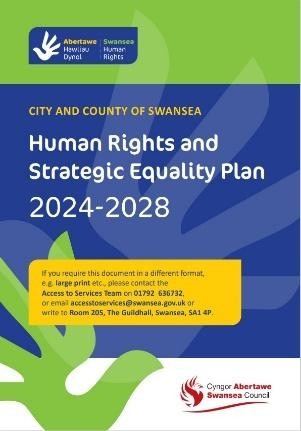 Abertawe Swansea
Hawliau Human
Dynol Rights
CITY AND COUNTY OF SWANSEA
Human Rights and
Strategic Equality Plan
2024-2028
If you require this document in a different format,
e.g. large print etc., please contact the
Access to Services Team on 01792 636732,
or email accesstoservices@swansea.gov.uk or
write to Room 205, The Guildhall, Swansea, SA1 4P.
Cyngor Abertawe
Swansea Council